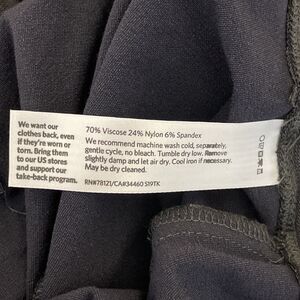 We want our
clothes back, even
if they're worn or
torn. Bring them
to our US stores
and support our
take-back program.
70% Viscose 24% Nylon 6% Spandex
We recommend machine wash cold, separately,
gentle cycle, no bleach. Tumble dry low. Remove
slightly damp and let air dry. Cool iron if necessary.
May be dry cleaned.
RN#78121/CA#34460 S19TK